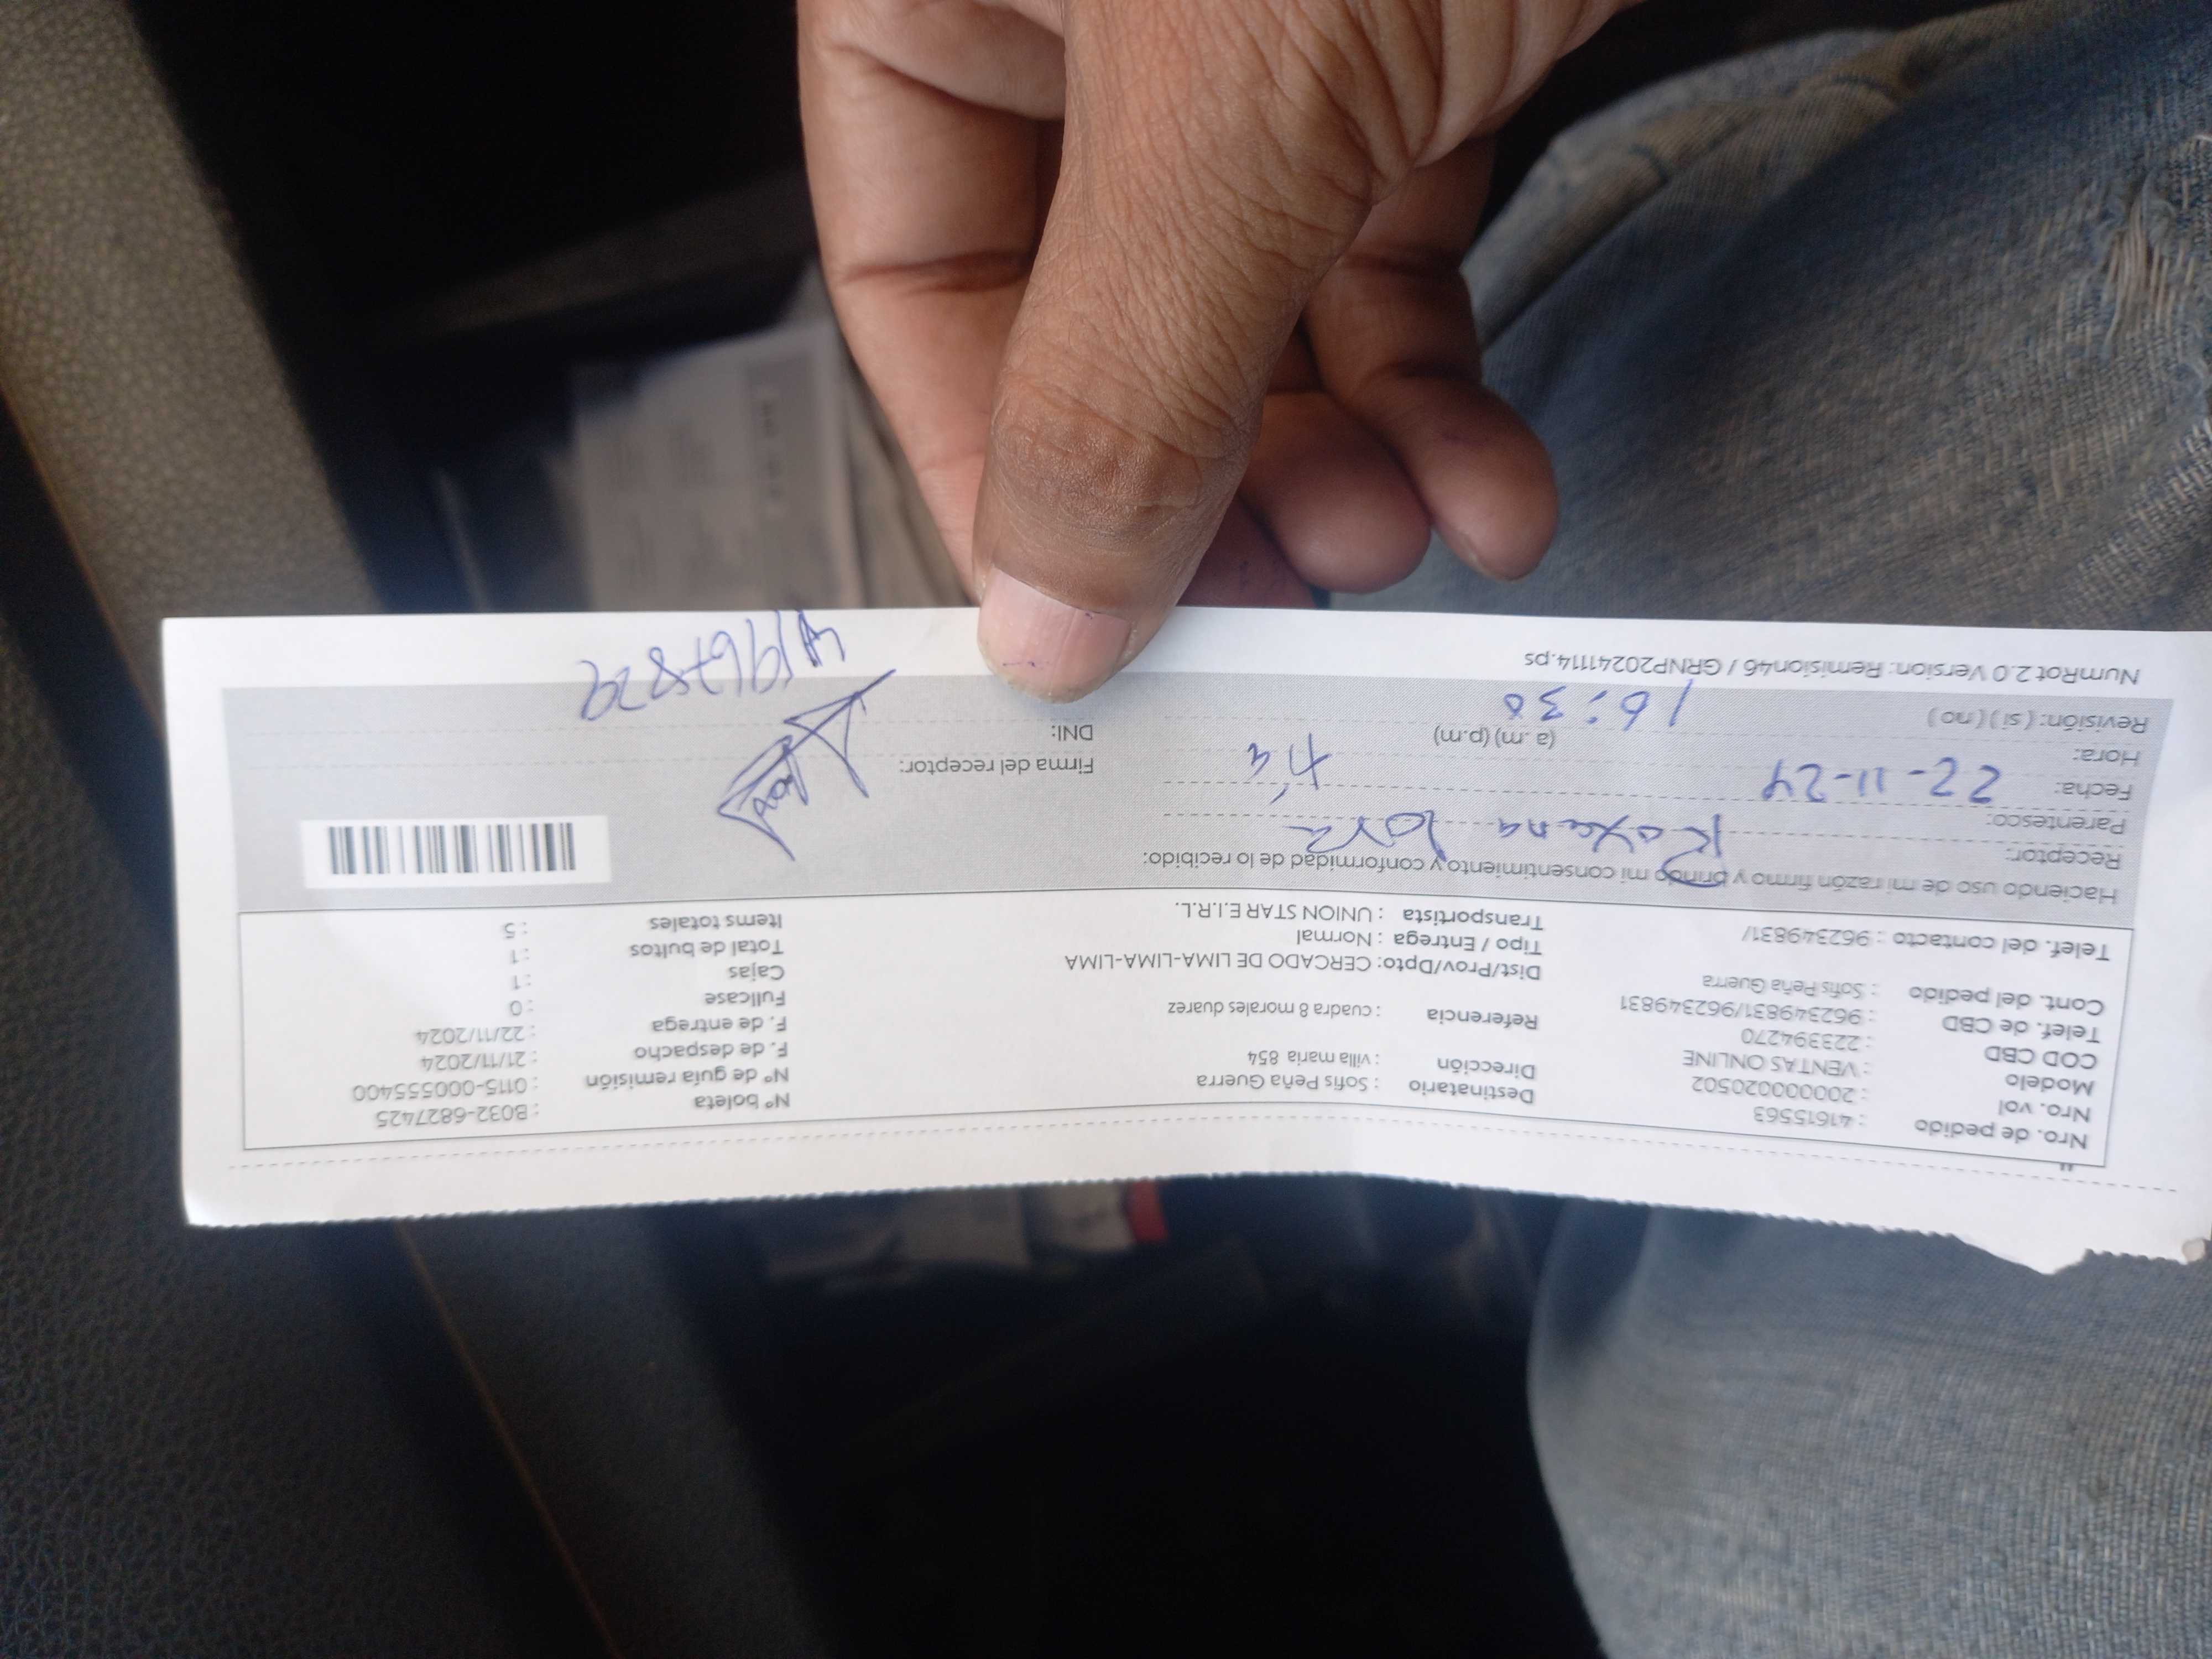 Nro. de pedido : 41615563
Nro. vol : 20000020502
Modelo : VENTAS ONLINE
COD CBD : 223394270
Telef. de CBD : 962349831/962349831
Cont. del pedido : Sofis Peña Guerra
Telef. del contacto : 962349831/
Destinatario : Sofis Peña Guerra
Dirección : villa maria 854
Referencia : cuadra 8 morales duarez
Dist/Prov/Dpto: CERCADO DE LIMA-LIMA-LIMA
Tipo / Entrega : Normal
Transportista : UNION STAR E.I.R.L.
Nº boleta : B032-6827425
Nº de guía remisión : 0115-000555400
F. de despacho : 21/11/2024
F. de entrega : 22/11/2024
Fullcase : 0
Cajas : 1
Total de bultos : 1
Items totales : 5
Haciendo uso de mi razón firmo y brindo mi consentimiento y conformidad de lo recibido:
Receptor: Roxana
Parentesco:
Fecha: 22-11-24
Hora: 16:30 (a.m) (p.m)
Revisión: ( si ) ( no )
Firma del receptor:
DNI:
NumRot 2.0 Version: Remision46 / GRNP20241114.ps